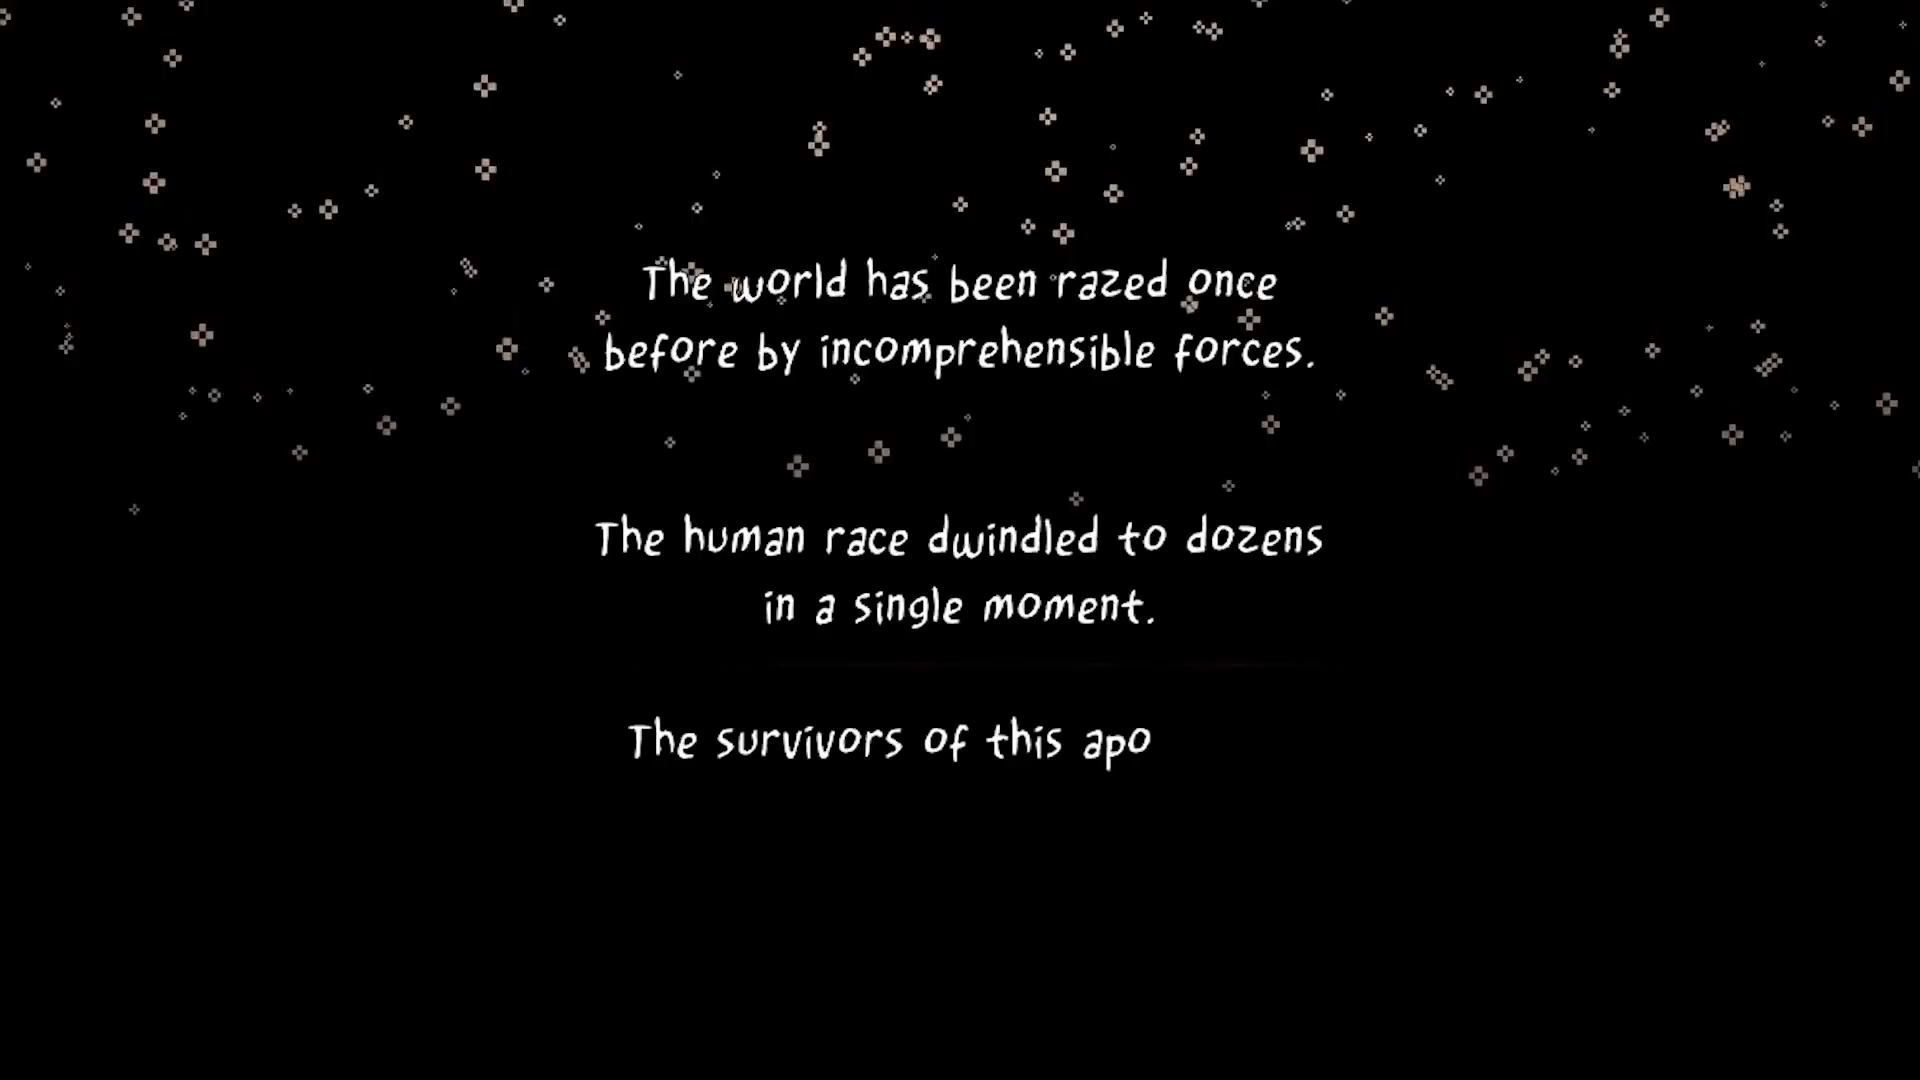 The world has been razed once
before by incomprehensible forces.
The human race dwindled to dozens
in a single moment.
The survivors of this apo